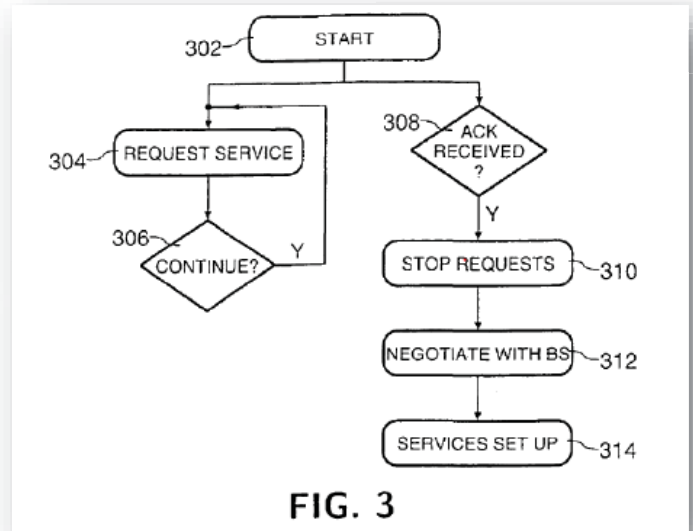 302
START
304
REQUEST SERVICE
306
CONTINUE?
Y
308
ACK
RECEIVED
?
Y
STOP REQUESTS
310
NEGOTIATE WITH BS
312
SERVICES SET UP
314
FIG. 3